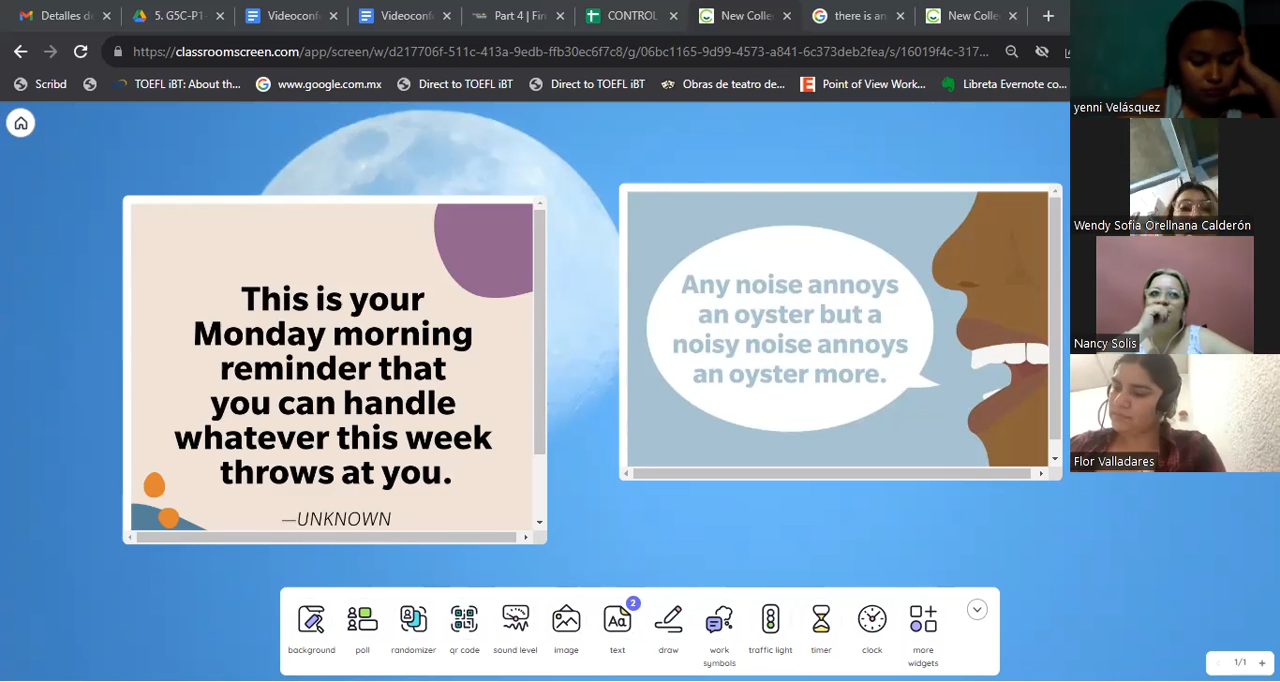 Detalles de
5. G5C-P1-
Videoconf
Videoconf
Part 4 | Fin
CONTROL
New Colle
there is an
New Colle
https://classroomscreen.com/app/screen/w/d217706f-511c-413a-9edb-ffb30ec6f7c8/g/06bc1165-9d99-4573-a841-6c373deb2fea/s/16019f4c-317...
Scribd
TOEFL iBT: About th...
www.google.com.mx
Direct to TOEFL iBT
Direct to TOEFL iBT
Obras de teatro de...
Point of View Work...
Libreta Evernote co...
This is your
Monday morning
reminder that
you can handle
whatever this week
throws at you.
—UNKNOWN
Any noise annoys
an oyster but a
noisy noise annoys
an oyster more.
yenni Velásquez
Wendy Sofia Orellnana Calderón
Nancy Solis
Flor Valladares
background
poll
randomizer
qr code
sound level
image
Aa
2
text
draw
work
symbols
traffic light
timer
clock
more
widgets
1/1